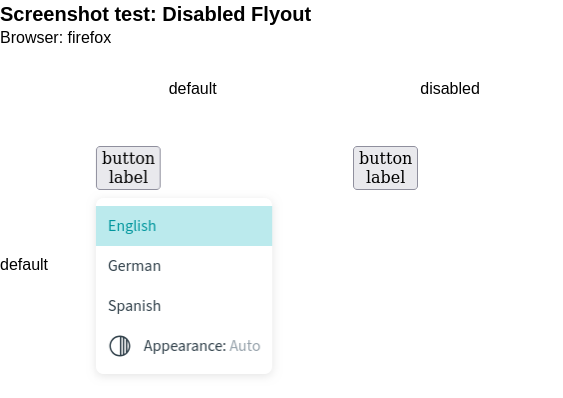 Screenshot test: Disabled Flyout
Browser: firefox
default
disabled
button
label
button
label
default
English
German
Spanish
Appearance: Auto